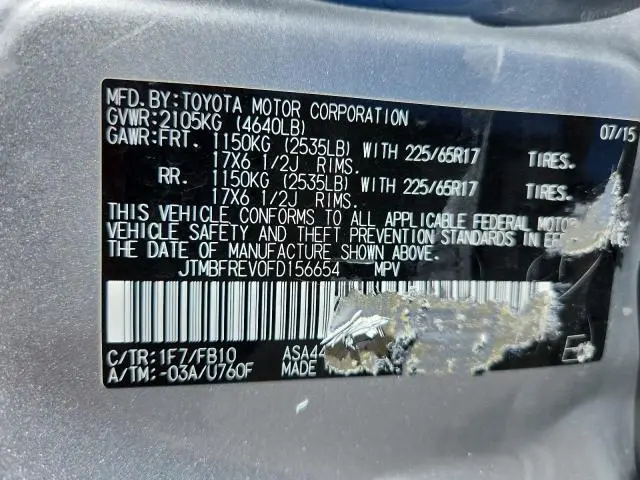 MFD. BY: TOYOTA MOTOR CORPORATION 07/15
GVWR: 2105KG (4640LB)
GAWR: FRT. 1150KG (2535LB) WITH 225/65R17 TIRES.
17X6 1/2J RIMS.
RR. 1150KG (2535LB) WITH 225/65R17 TIRES.
17X6 1/2J RIMS.
THIS VEHICLE CONFORMS TO ALL APPLICABLE FEDERAL MOTOR
VEHICLE SAFETY AND THEFT PREVENTION STANDARDS IN
THE DATE OF MANUFACTURE SHOWN ABOVE.
JTMBFREV0FD156654 MPV
C/TR: 1F7/FB10 ASA44
A/TM: -03A/U760F MADE